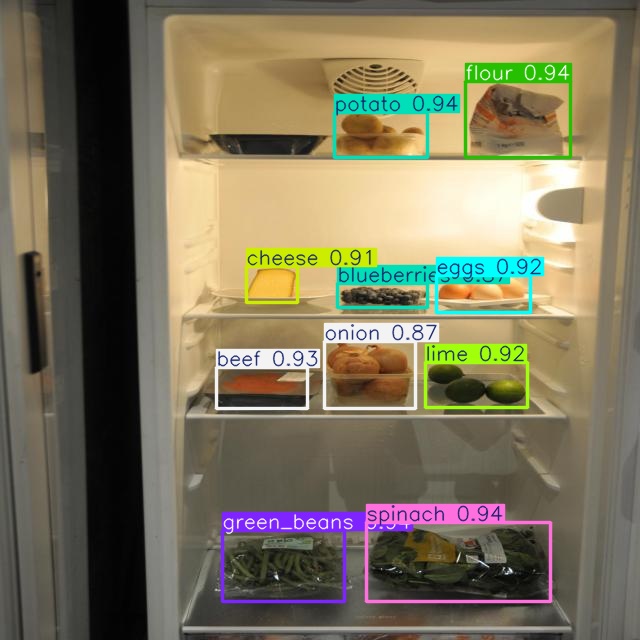 flour 0.94
potato 0.94
cheese 0.91
blueberrie
eggs 0.92
onion 0.87
beef 0.93
lime 0.92
spinach 0.94
green_beans